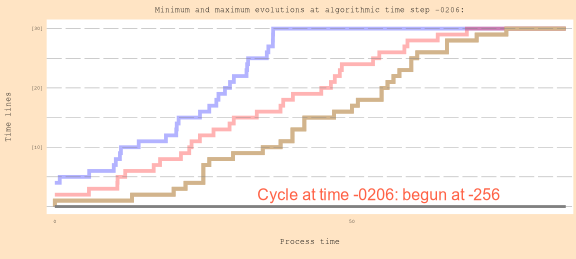 Minimum and maximum evolutions at algorithmic time step -0206:
[30]
[20]
[10]
Time lines
Cycle at time -0206: begun at -256
0
50
Process time